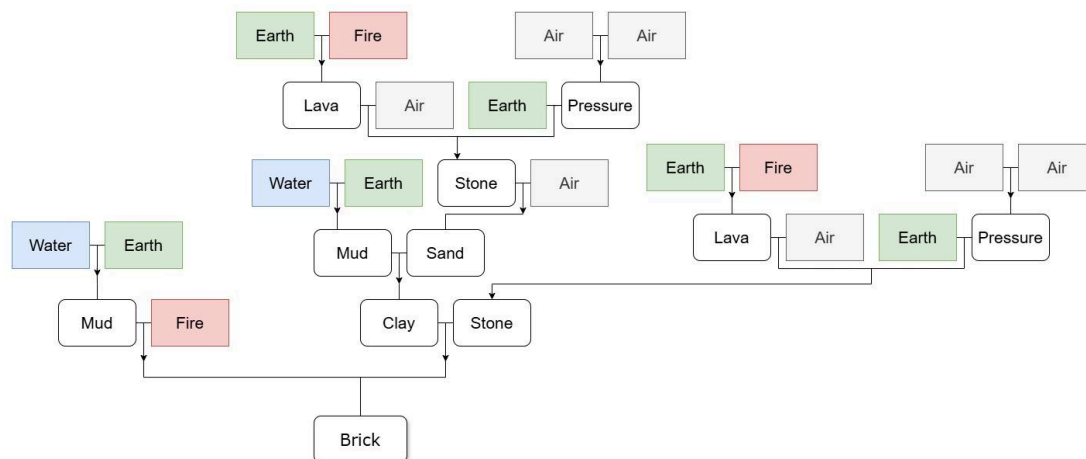 Earth
Fire
Air
Air
Lava
Air
Earth
Pressure
Water
Earth
Stone
Air
Earth
Fire
Air
Air
Water
Earth
Mud
Sand
Lava
Air
Earth
Pressure
Mud
Fire
Clay
Stone
Brick